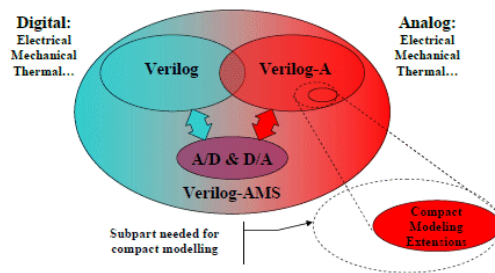 Digital:
Electrical
Mechanical
Thermal...
Analog:
Electrical
Mechanical
Thermal...
Verilog
Verilog-A
A/D & D/A
Verilog-AMS
Subpart needed for
compact modelling
Compact
Modeling
Extensions